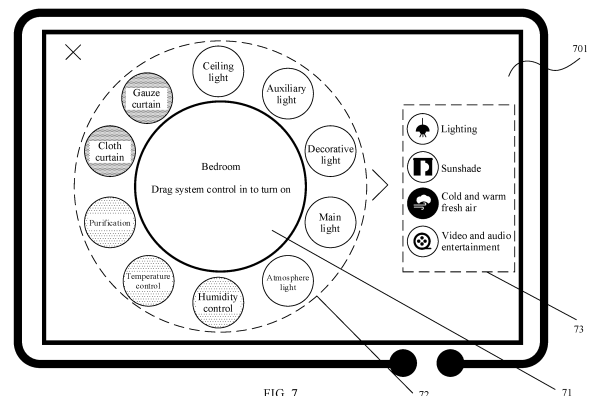 Ceiling
light
Auxiliary
light
Decorative
light
Main
light
Atmosphere
light
Humidity
control
Temperature
control
Purification
Cloth
curtain
Gauze
curtain
Bedroom
Drag system control in to turn on
Lighting
Sunshade
Cold and warm
fresh air
Video and audio
entertainment
701
73
72
71
FIG. 7